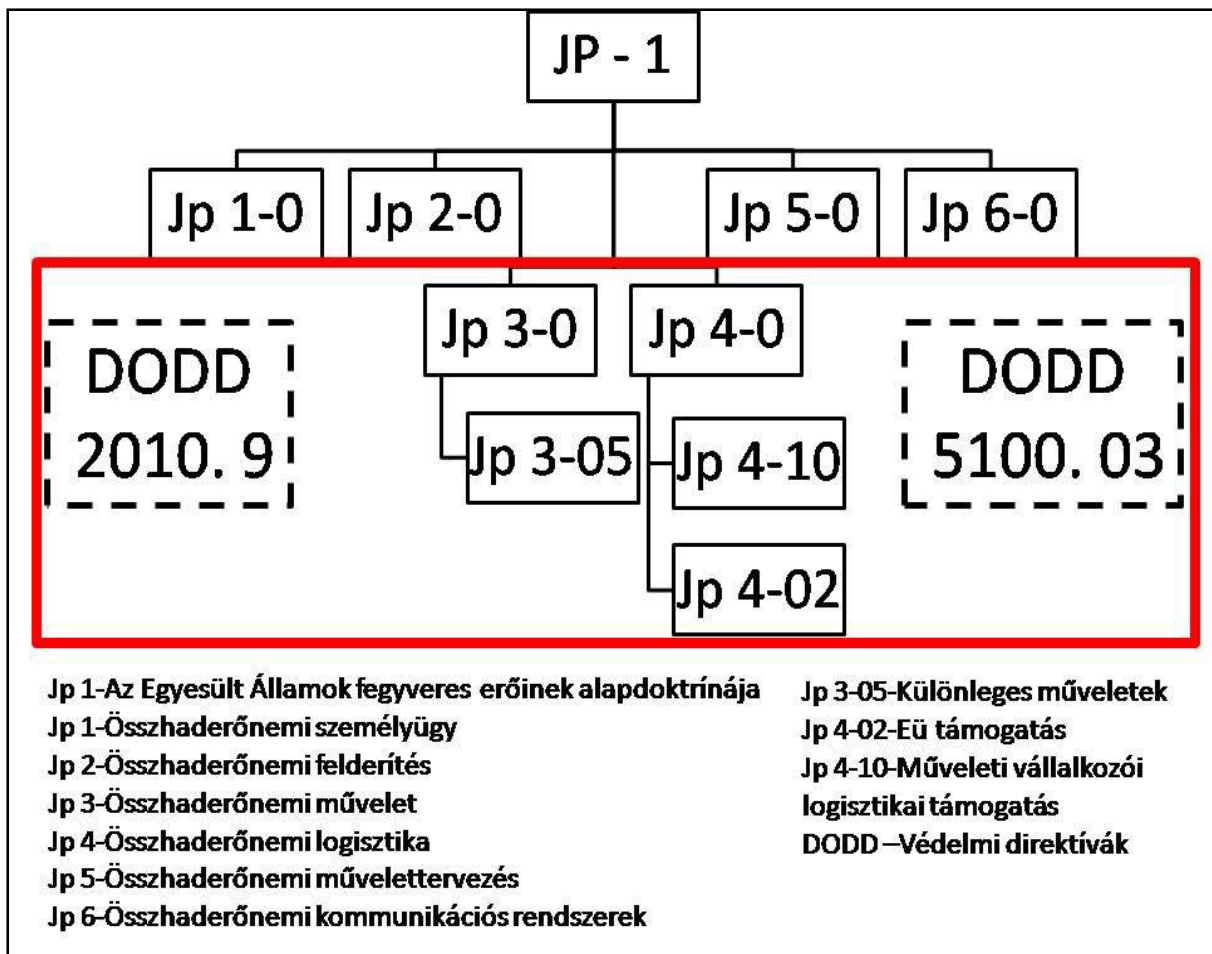 JP - 1
Jp 1-0
Jp 2-0
Jp 5-0
Jp 6-0
DODD
2010. 9
Jp 3-0
Jp 4-0
DODD
5100. 03
Jp 3-05
Jp 4-10
Jp 4-02
Jp 1-Az Egyesült Államok fegyveres erőinek alapdoktrínája
Jp 1-Összhaderőnemi személyügy
Jp 2-Összhaderőnemi felderítés
Jp 3-Összhaderőnemi művelet
Jp 4-Összhaderőnemi logisztika
Jp 5-Összhaderőnemi művelettervezés
Jp 6-Összhaderőnemi kommunikációs rendszerek
Jp 3-05-Különleges műveletek
Jp 4-02-Eü támogatás
Jp 4-10-Műveleti vállalkozói
logisztikai támogatás
DODD –Védelmi direktívák